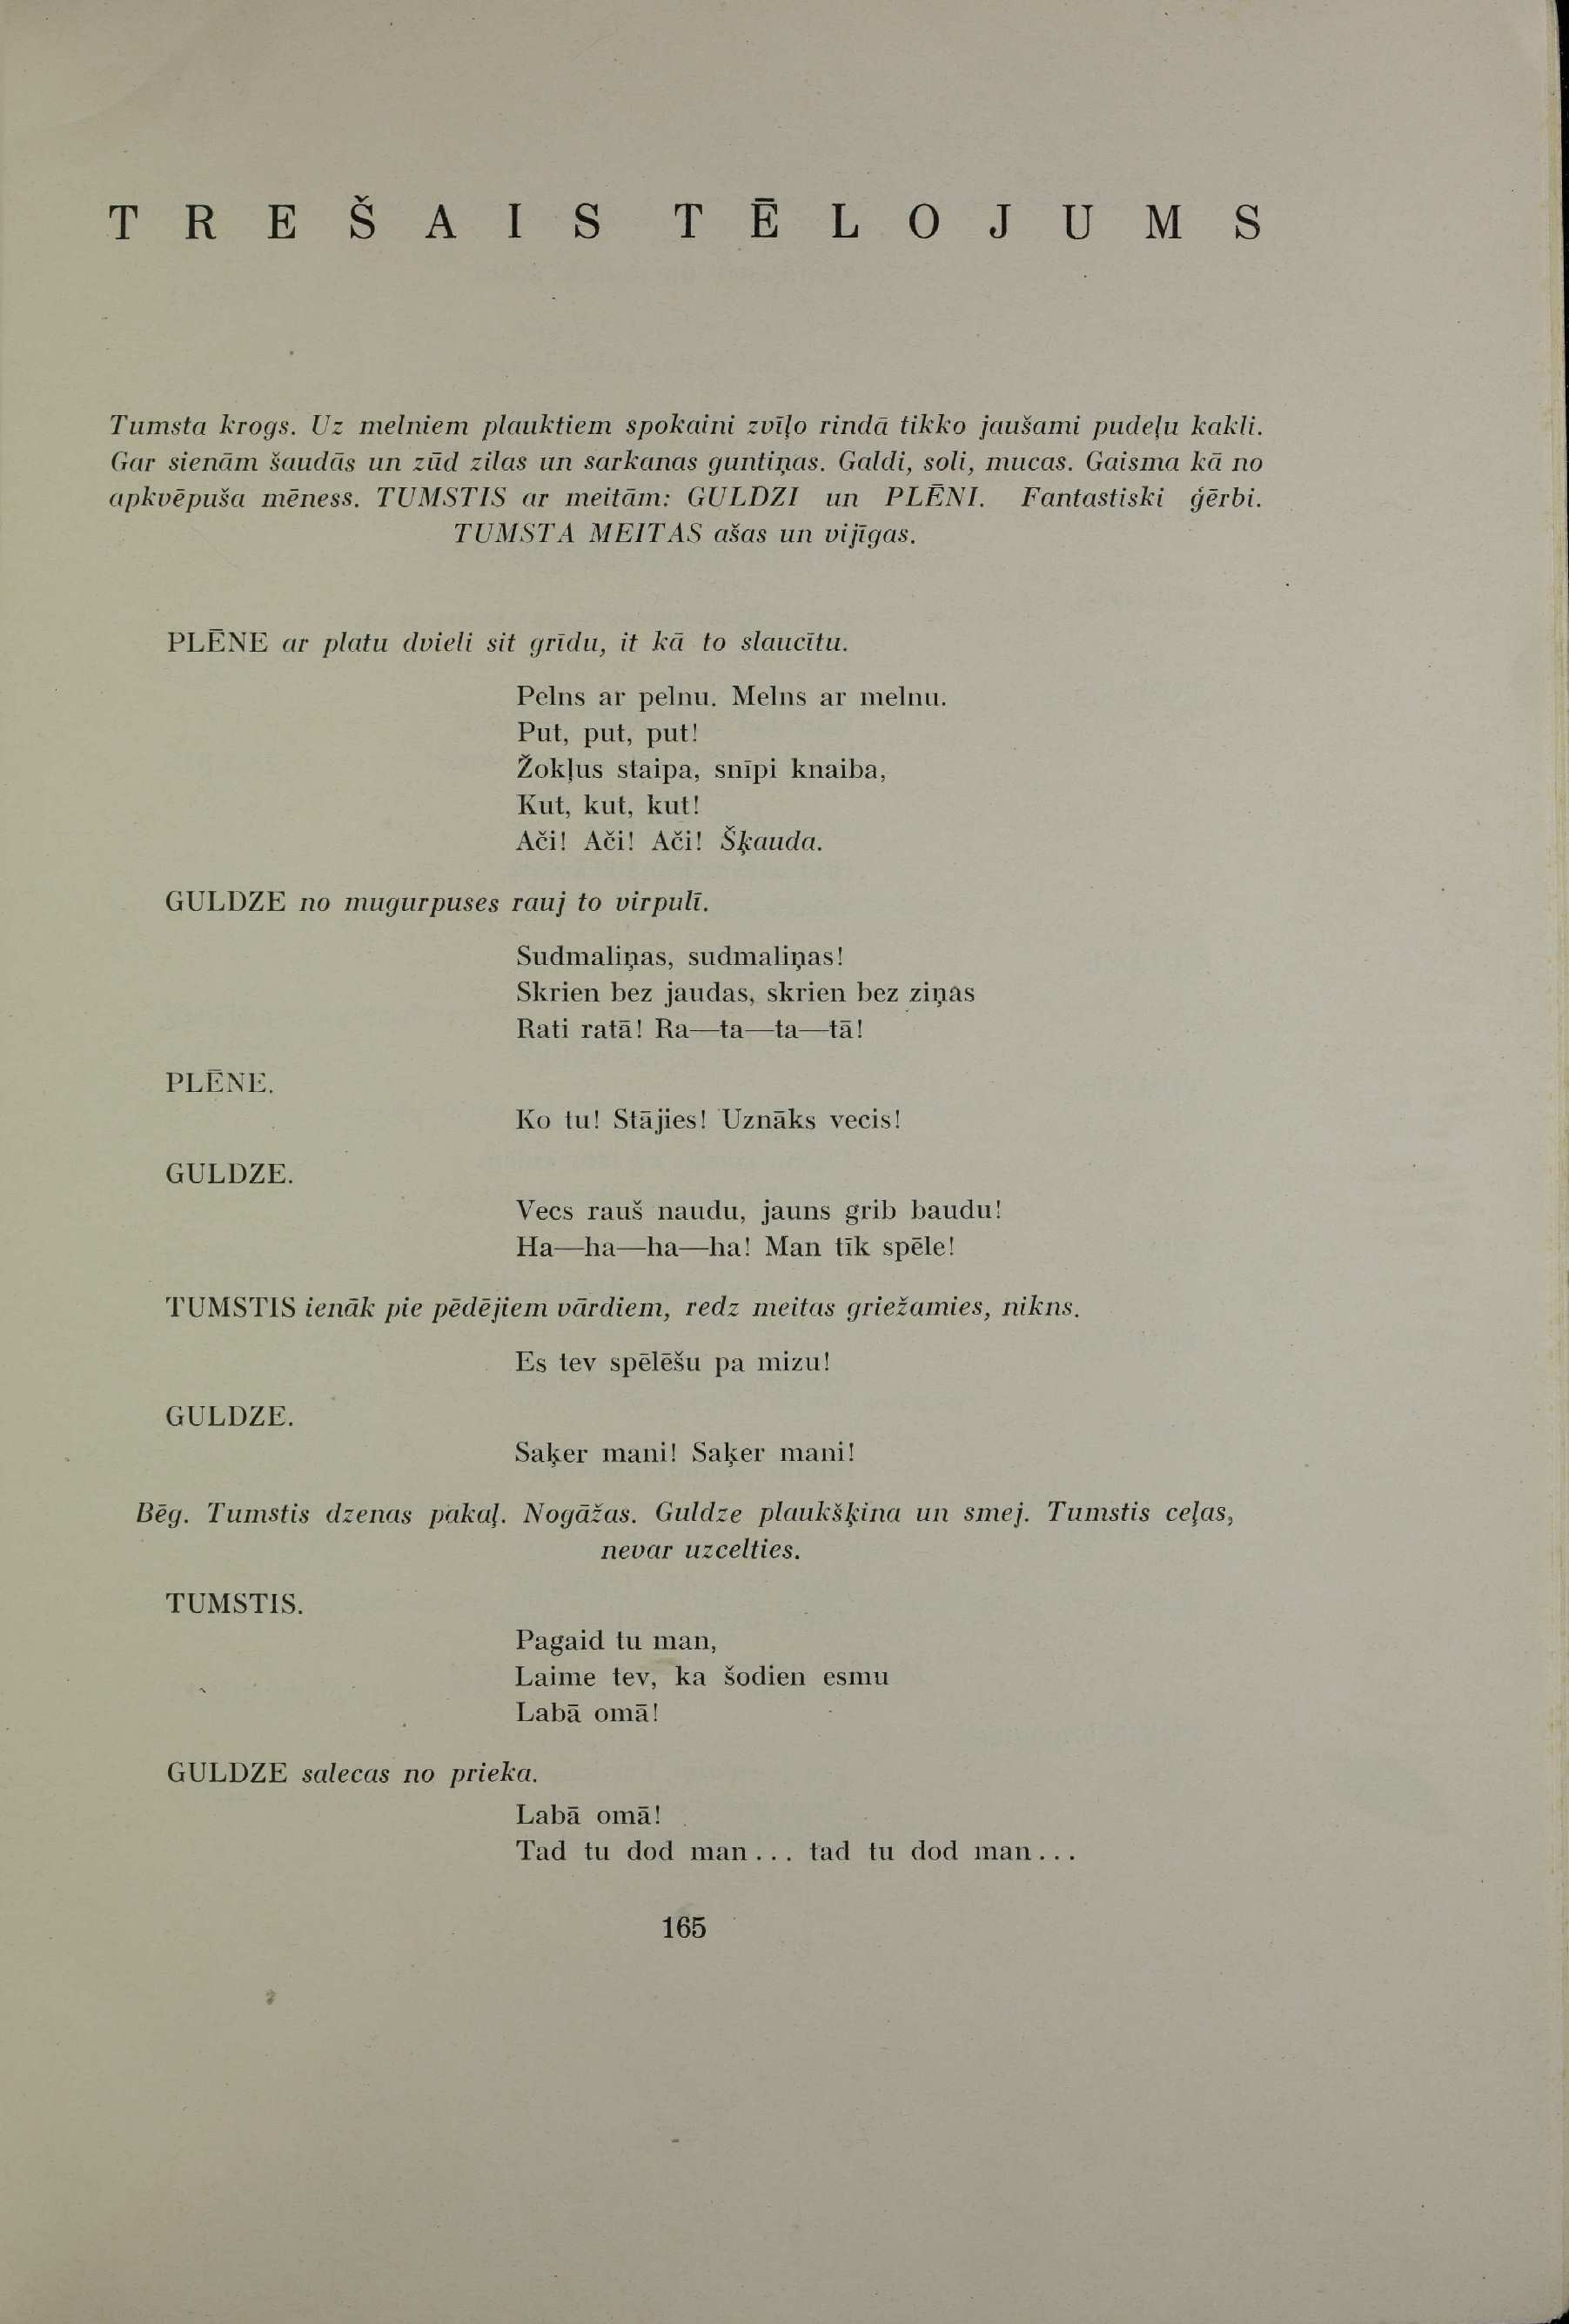 TREŠAIS TĒLOJUMS
Tumsta krogs. Uz melniem plauktiem spokaini zvīļo rindā tikko jaušami pudeļu kakli.
Gar sienām šaudās un zūd zilas un sarkanas guntiņas. Galdi, soli, mucas. Gaisma kā no
apkvēpuša mēness. TUMSTIS ar meitām: GULDZI un PLĒNI. Fantastiski ģērbi.
TUMSTA MEITAS ašas un vijīgas.
PLĒNE ar platu dvieli sit grīdu, it kā to slaucītu.
Pelns ar pelnu. Melns ar melnu.
Put, put, put!
Žokļus staipa, snīpi knaiba,
Kut, kut, kut!
Ači! Ači! Ači! Šķauda.
GULDZE no mugurpuses rauj to virpulī.
Sudmaliņas, sudmaliņas!
Skrien bez jaudas, skrien bez ziņas
Rati ratā! Ra—ta—ta—tā!
PLĒNE.
Ko tu! Stājies! Uznāks vecis!
GULDZE.
Vecs rauš naudu, jauns grib baudu!
Ha—ha—ha—ha! Man tīk spēle!
TUMSTIS ienāk pie pēdējiem vārdiem, redz meitas griežamies, nikns.
Es tev spēlēšu pa mizu!
GULDZE.
Saķer mani! Saķer mani!
Bēg. Tumstis dzenas pakaļ. Nogāžas. Guldze plaukšķina un smej. Tumstis ceļas,
nevar uzcelties.
TUMSTIS.
Pagaid tu man,
Laime tev, ka šodien esmu
Labā omā!
GULDZE salecas no prieka.
Labā omā!
Tad tu dod man... tad tu dod man...
165